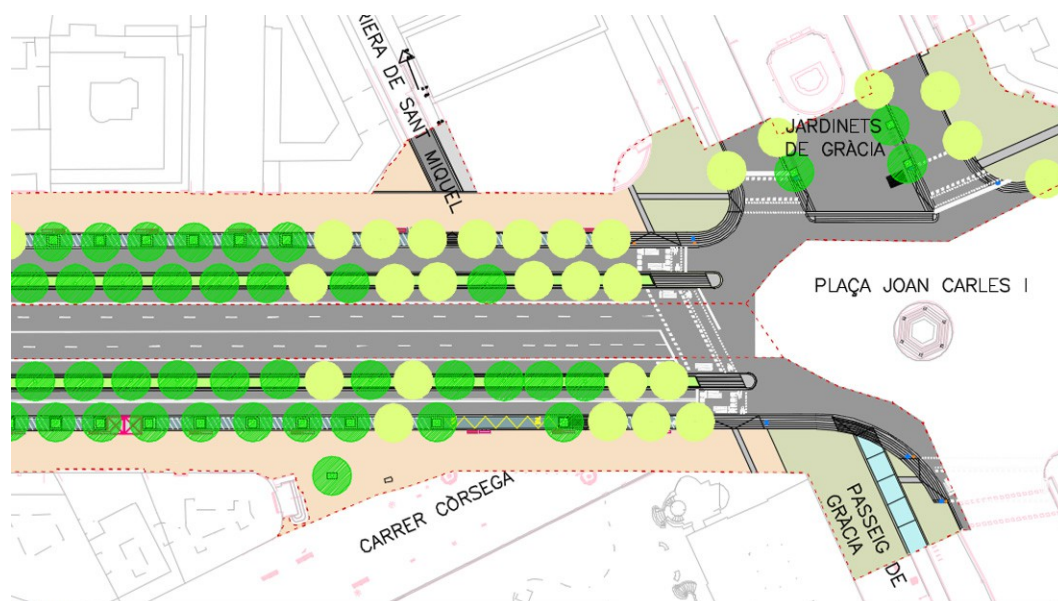 RIERA DE SANT MIQUEL
JARDINETS
DE GRÀCIA
PLAÇA JOAN CARLES I
CARRER CÒRSEGA
PASSEIG DE
GRÀCIA